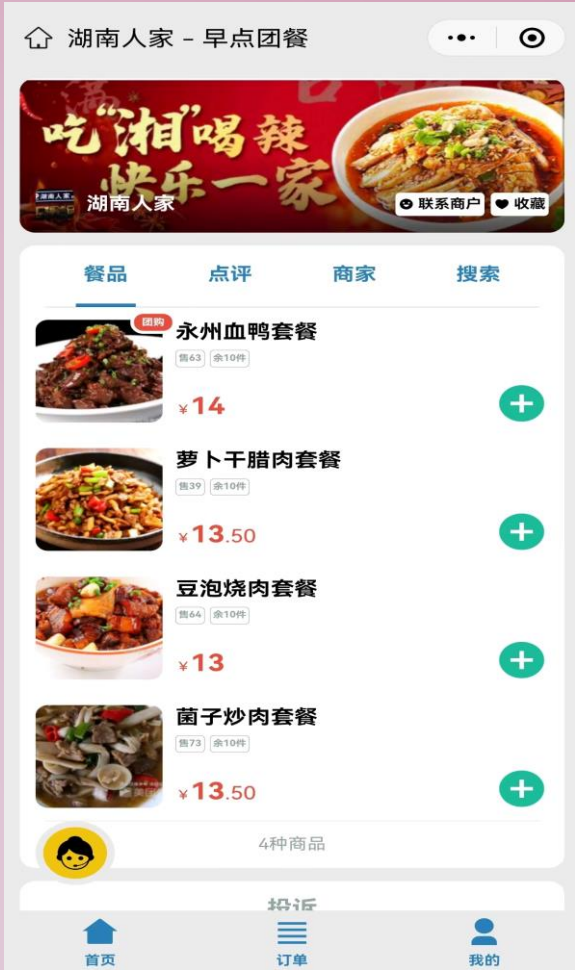 湖南人家 – 早点团餐
吃“湘”喝辣
快乐一家
湖南人家
湖南人家
联系商户
收藏
餐品
点评
商家
搜索
团购
永州血鸭套餐
售63
余10件
¥14
萝卜干腊肉套餐
售39
余10件
¥13.50
豆泡烧肉套餐
售64
余10件
¥13
菌子炒肉套餐
售73
余10件
¥13.50
4种商品
投诉
首页
订单
我的